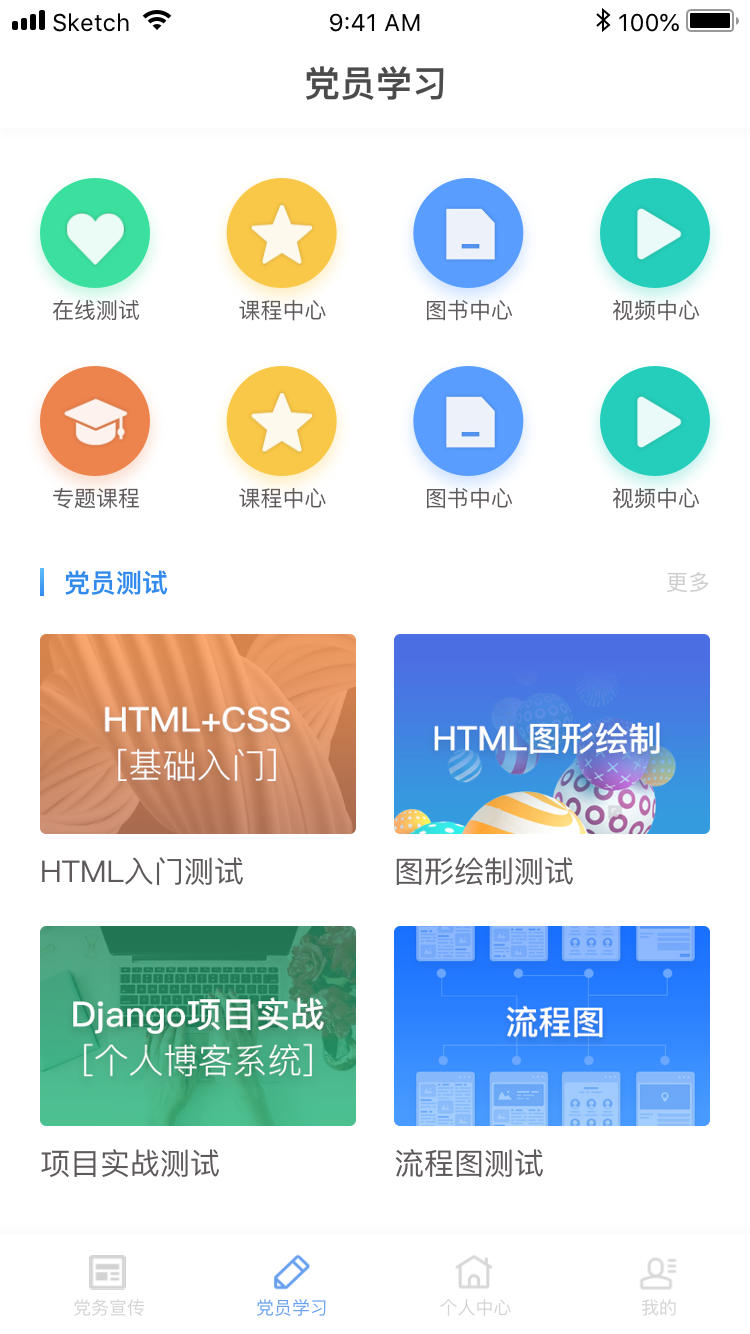 Sketch 9:41 AM 100%
党员学习
在线测试 课程中心 图书中心 视频中心
专题课程 课程中心 图书中心 视频中心
党员测试 更多
HTML+CSS
[基础入门]
HTML图形绘制
HTML入门测试 图形绘制测试
Django项目实战
[个人博客系统]
流程图
项目实战测试 流程图测试
党务宣传 党员学习 个人中心 我的